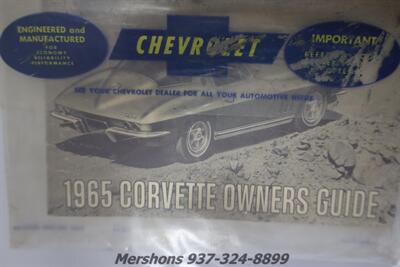 ENGINEERED and
MANUFACTURED
FOR
ECONOMY
RELIABILITY
PERFORMANCE
CHEVROLET
IMPORTANT
SEE YOUR CHEVROLET DEALER FOR ALL YOUR AUTOMOTIVE NEEDS
1965 CORVETTE OWNERS GUIDE
Mershons 937-324-8899